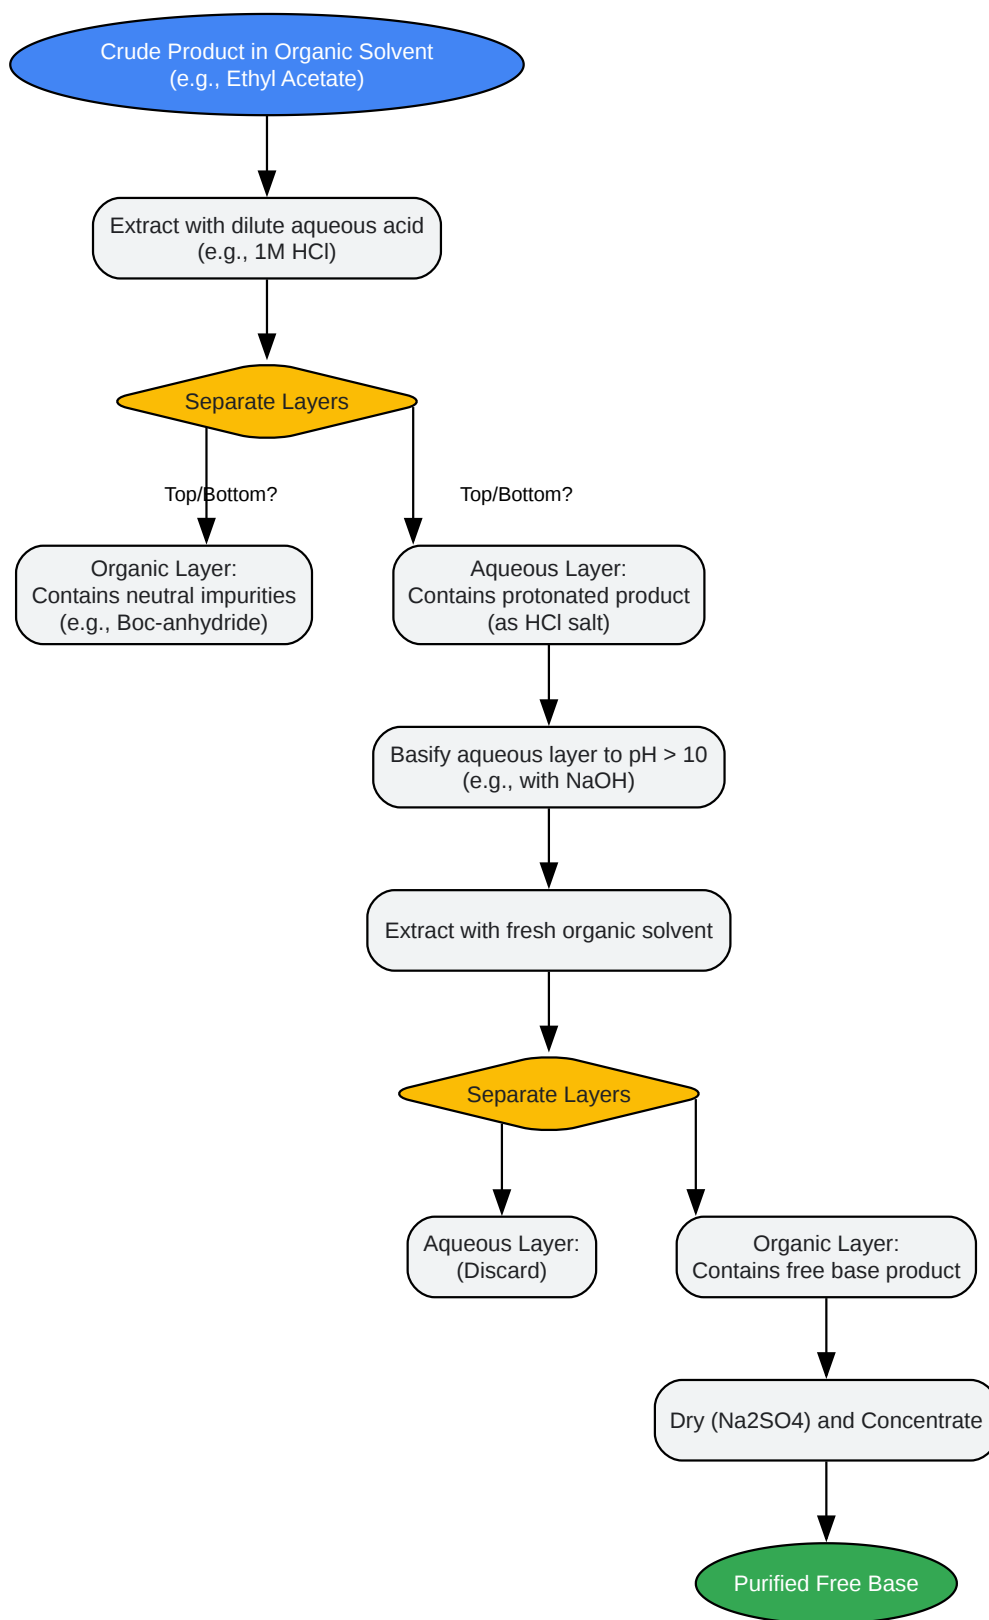 Crude Product in Organic Solvent
(e.g., Ethyl Acetate)
Extract with dilute aqueous acid
(e.g., 1M HCl)
Separate Layers
Top/Bottom?
Top/Bottom?
Organic Layer:
Contains neutral impurities
(e.g., Boc-anhydride)
Aqueous Layer:
Contains protonated product
(as HCl salt)
Basify aqueous layer to pH > 10
(e.g., with NaOH)
Extract with fresh organic solvent
Separate Layers
Aqueous Layer:
(Discard)
Organic Layer:
Contains free base product
Dry (Na2SO4) and Concentrate
Purified Free Base